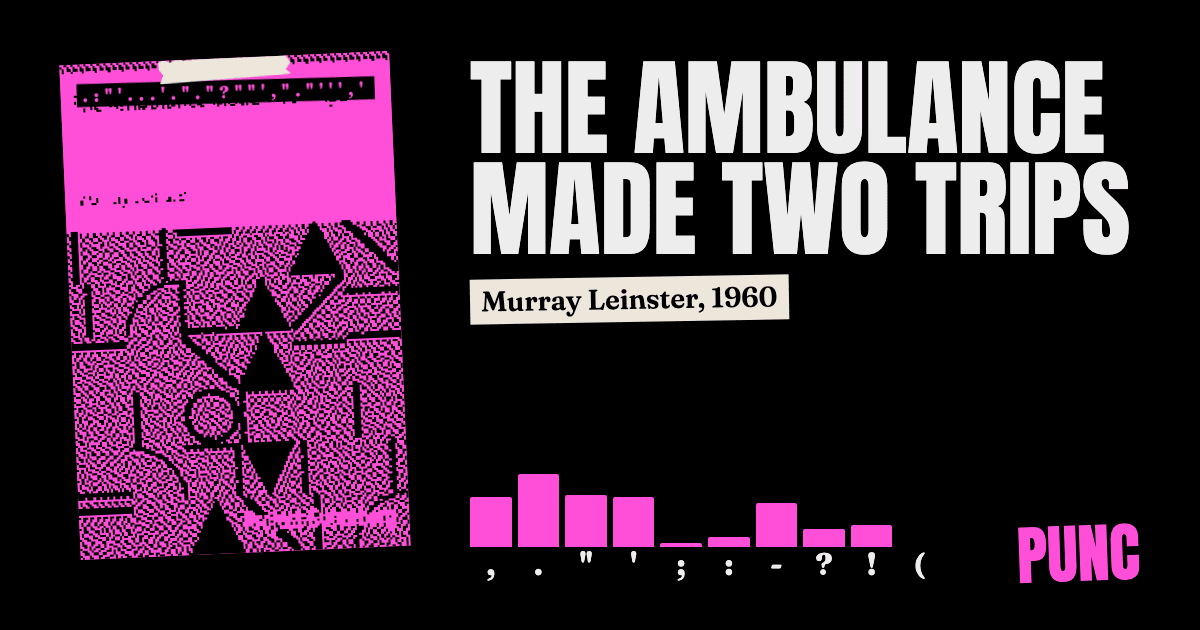 . : " ' . . . ' . " . " ? " " ' , " . " ' ' ' , '
THE AMBULANCE
MADE TWO TRIPS
Murray Leinster, 1960
, . " ' ; : - ? ! (
PUNC